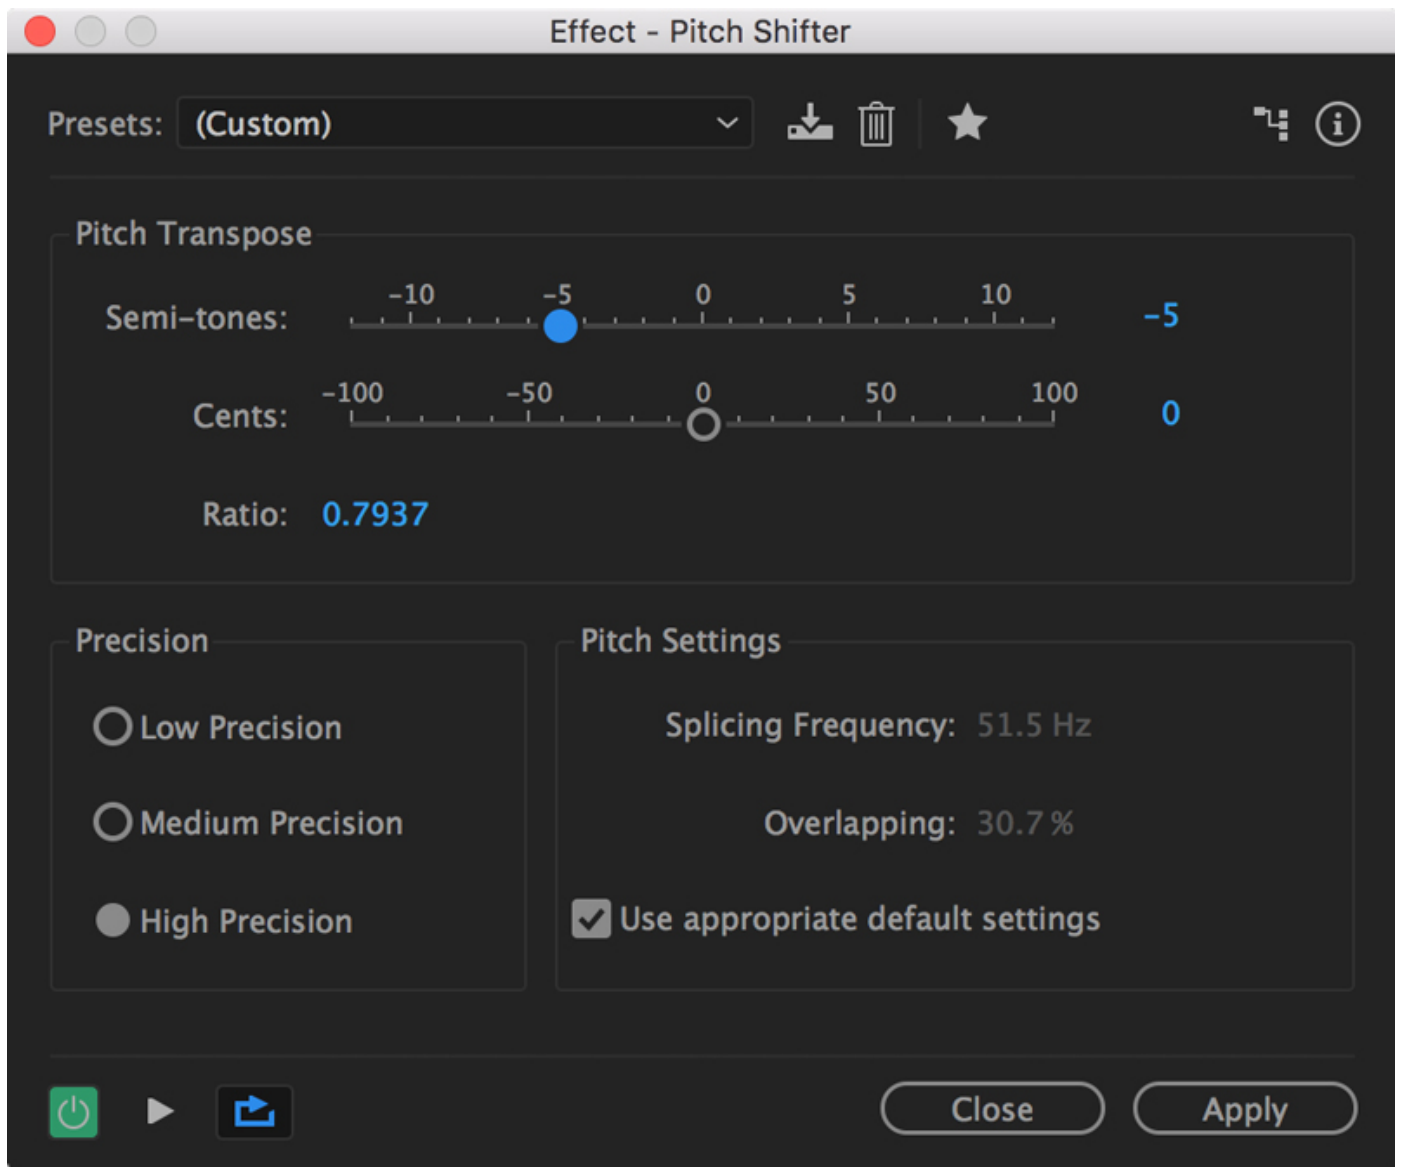 Effect - Pitch Shifter
Presets: (Custom)
Pitch Transpose
-10 -5 0 5 10
Semi-tones: -5
-100 -50 0 50 100
Cents: 0
Ratio: 0.7937
Precision
Low Precision
Medium Precision
High Precision
Pitch Settings
Splicing Frequency: 51.5 Hz
Overlapping: 30.7 %
Use appropriate default settings
Close Apply